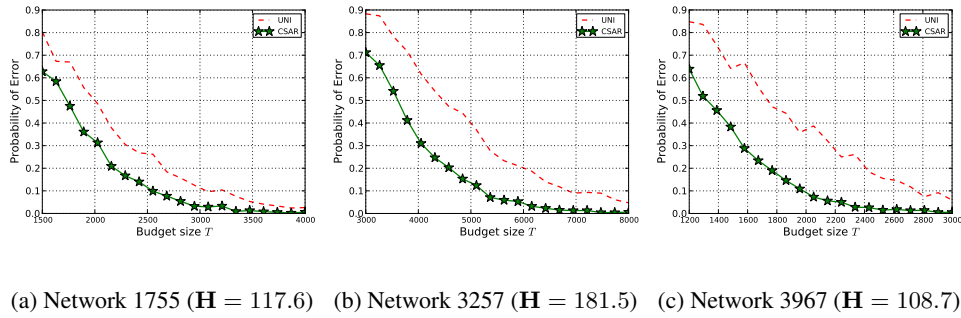 0.9
0.8
0.7
0.6
0.5
0.4
0.3
0.2
0.1
0.0
Probability of Error
UNI
CSAR
1500 2000 2500 3000 3500 4000
Budget size T
0.9
0.8
0.7
0.6
0.5
0.4
0.3
0.2
0.1
0.0
Probability of Error
UNI
CSAR
3000 4000 5000 6000 7000 8000
Budget size T
0.9
0.8
0.7
0.6
0.5
0.4
0.3
0.2
0.1
0.0
Probability of Error
UNI
CSAR
1200 1400 1600 1800 2000 2200 2400 2600 2800 3000
Budget size T
(a) Network 1755 (H = 117.6)
(b) Network 3257 (H = 181.5)
(c) Network 3967 (H = 108.7)